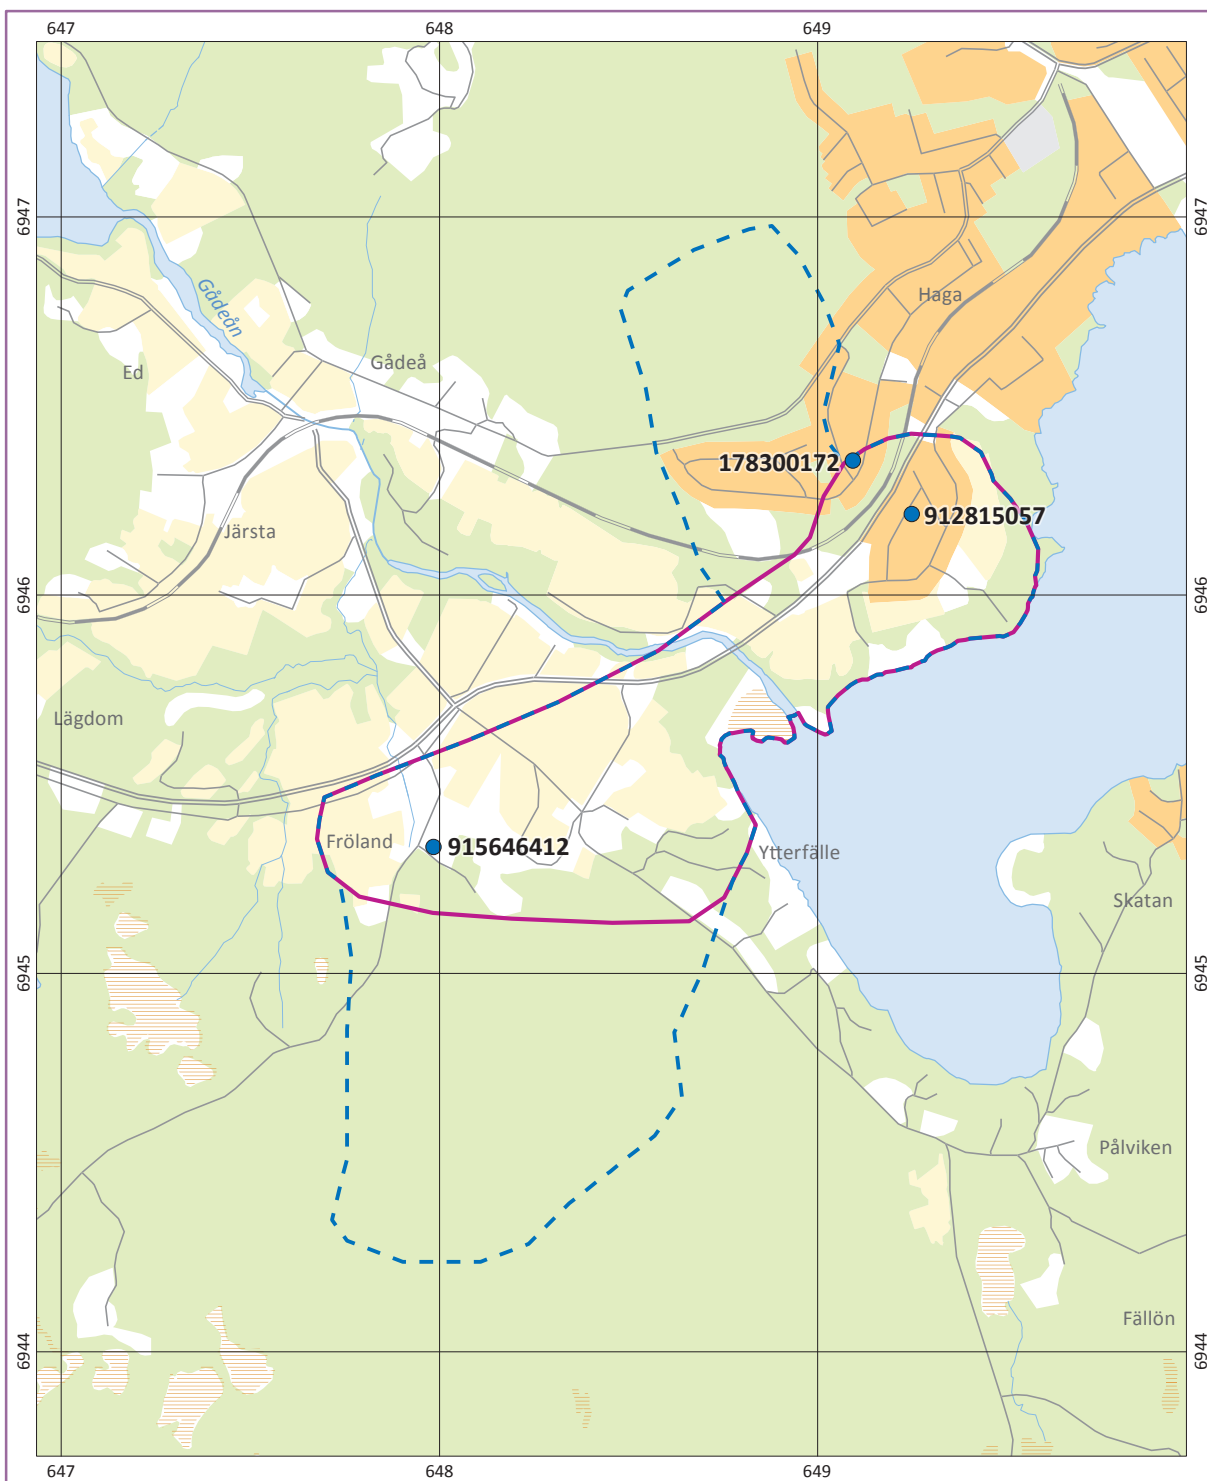 647 648 649
6947 6947
Haga
Gådeån
Gådeå
Ed
178300172
912815057
Järsta
6946 6946
Lägdom
Fröland
915646412
Ytterfälle
Skatan
6945 6945
Pålviken
Fällön
6944 6944
647 648 649